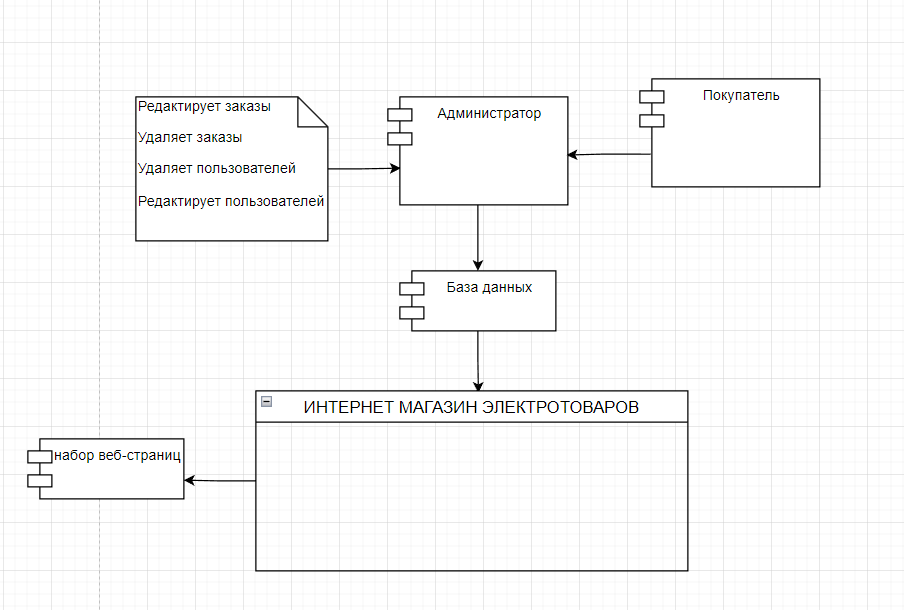 Редактирует заказы
Удаляет заказы
Удаляет пользователей
Редактирует пользователей
Администратор
Покупатель
База данных
ИНТЕРНЕТ МАГАЗИН ЭЛЕКТРОТОВАРОВ
набор веб-страниц